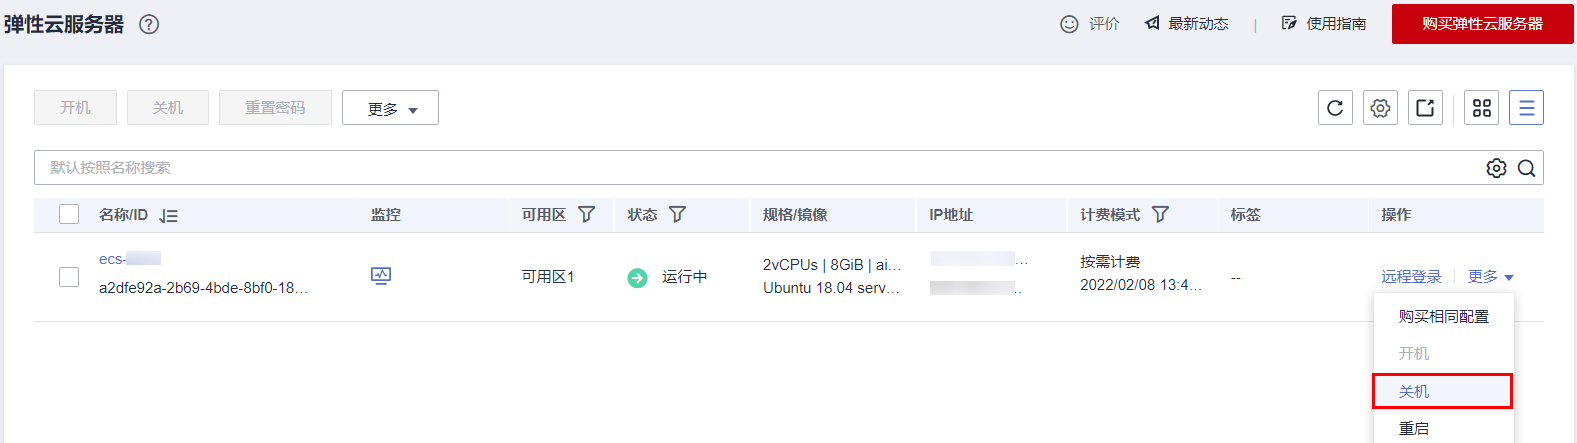 弹性云服务器
评价
最新动态
使用指南
购买弹性云服务器
开机
关机
重置密码
更多
默认按照名称搜索
名称/ID
监控
可用区
状态
规格/镜像
IP地址
计费模式
标签
操作
ecs-
a2dfe92a-2b69-4bde-8bf0-18...
可用区1
运行中
2vCPUs | 8GiB | ai...
Ubuntu 18.04 serv...
按需计费
2022/02/08 13:4...
--
远程登录
更多
购买相同配置
开机
关机
重启